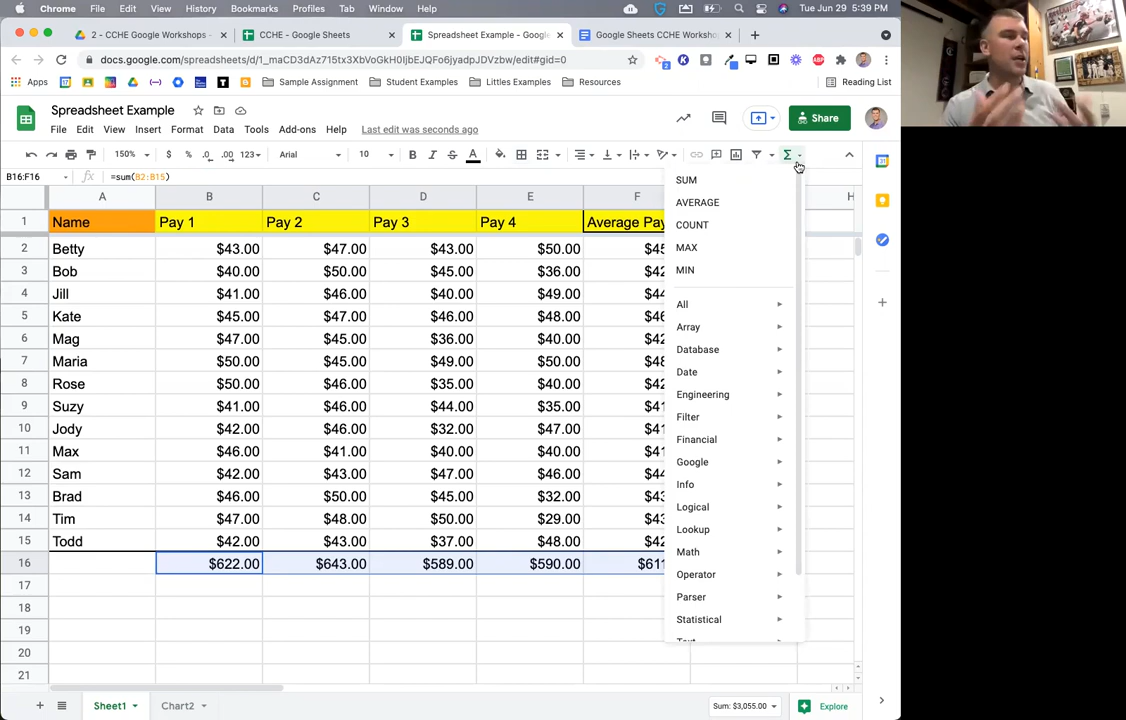 Chrome File Edit View History Bookmarks Profiles Tab Window Help Tue Jun 29 5:39 PM
2 - CCHE Google Workshops - CCHE - Google Sheets Spreadsheet Example - Google Google Sheets CCHE Workshop
docs.google.com/spreadsheets/d/1_maCD3dAz715tx3XbVoGkH0IjbEJQFo6jyadpJDVzbw/edit#gid=0
Apps Sample Assignment Student Examples Littles Examples Resources Reading List
Spreadsheet Example
Share
File Edit View Insert Format Data Tools Add-ons Help Last edit was seconds ago
150% $ % .0 .00 123 Arial 10 B I S A Σ
B16:F16 fx =sum(B2:B15)
A B C D E F H
1 Name Pay 1 Pay 2 Pay 3 Pay 4 Average Pay
2 Betty $43.00 $47.00 $43.00 $50.00 $45
3 Bob $40.00 $50.00 $45.00 $36.00 $42
4 Jill $41.00 $46.00 $40.00 $49.00 $44
5 Kate $45.00 $47.00 $46.00 $48.00 $46
6 Mag $47.00 $45.00 $36.00 $40.00 $42
7 Maria $50.00 $45.00 $49.00 $50.00 $48
8 Rose $50.00 $46.00 $35.00 $40.00 $42
9 Suzy $41.00 $46.00 $44.00 $35.00 $41
10 Jody $42.00 $46.00 $32.00 $47.00 $41
11 Max $46.00 $41.00 $40.00 $40.00 $41
12 Sam $42.00 $43.00 $47.00 $46.00 $44
13 Brad $46.00 $50.00 $45.00 $32.00 $43
14 Tim $47.00 $48.00 $50.00 $29.00 $43
15 Todd $42.00 $43.00 $37.00 $48.00 $42
16 $622.00 $643.00 $589.00 $590.00 $611
17
18
19
20
21
SUM
AVERAGE
COUNT
MAX
MIN
All
Array
Database
Date
Engineering
Filter
Financial
Google
Info
Logical
Lookup
Math
Operator
Parser
Statistical
Text
Sheet1 Chart2 Sum: $3,055.00 Explore